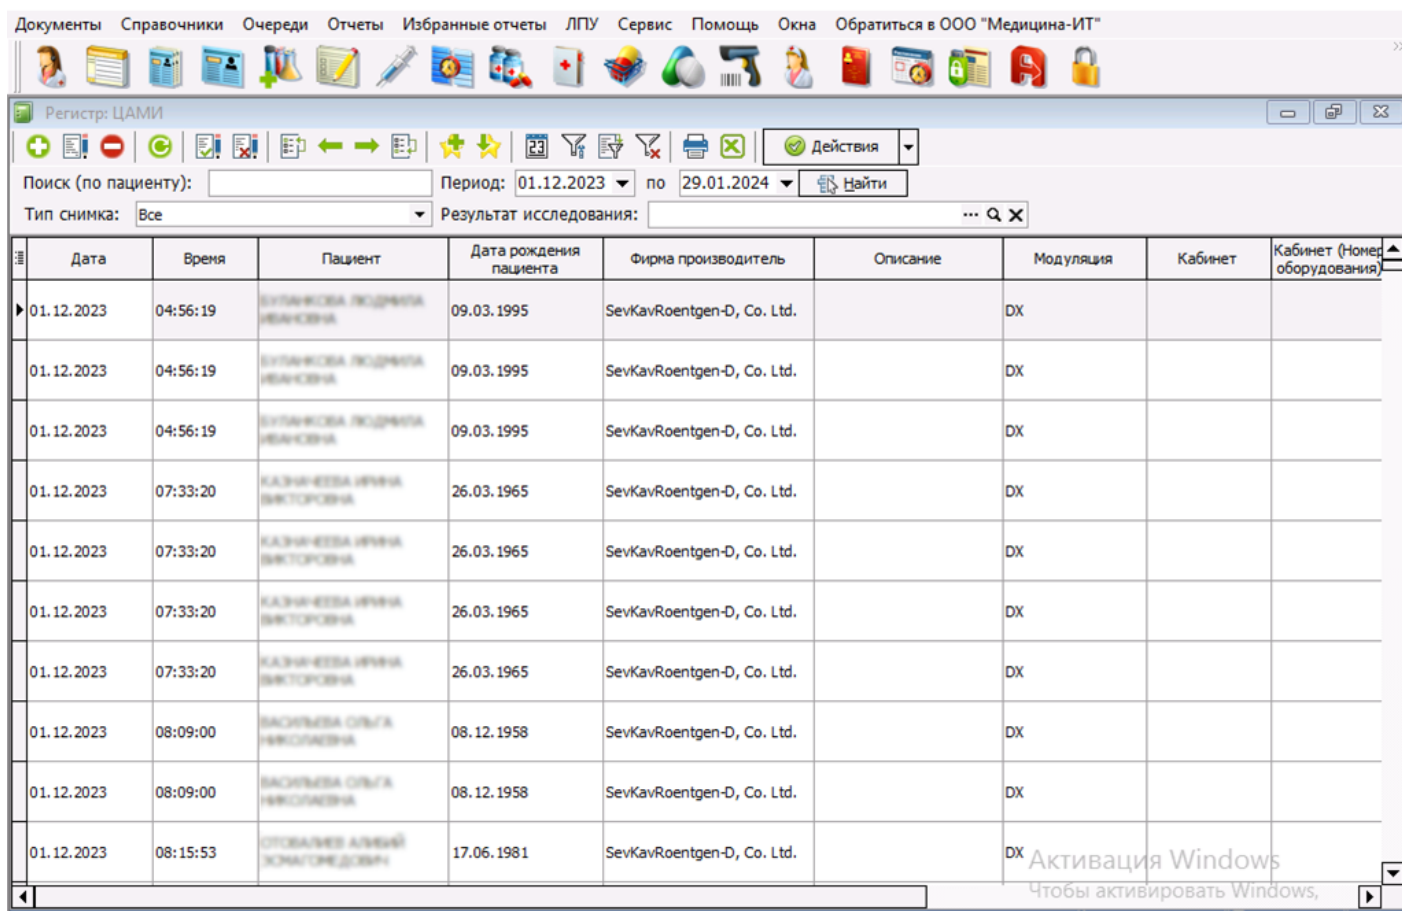 Документы Справочники Очереди Отчеты Избранные отчеты ЛПУ Сервис Помощь Окна Обратиться в ООО "Медицина-ИТ"
Регистр: ЦАМИ
23 Действия
Поиск (по пациенту): Период: 01.12.2023 по 29.01.2024 Найти
Тип снимка: Все Результат исследования:
Дата Время Пациент Дата рождения пациента Фирма производитель Описание Модуляция Кабинет Кабинет (Номер оборудования)
01.12.2023 04:56:19 09.03.1995 SevKavRoentgen-D, Co. Ltd. DX
01.12.2023 04:56:19 09.03.1995 SevKavRoentgen-D, Co. Ltd. DX
01.12.2023 04:56:19 09.03.1995 SevKavRoentgen-D, Co. Ltd. DX
01.12.2023 07:33:20 26.03.1965 SevKavRoentgen-D, Co. Ltd. DX
01.12.2023 07:33:20 26.03.1965 SevKavRoentgen-D, Co. Ltd. DX
01.12.2023 07:33:20 26.03.1965 SevKavRoentgen-D, Co. Ltd. DX
01.12.2023 07:33:20 26.03.1965 SevKavRoentgen-D, Co. Ltd. DX
01.12.2023 08:09:00 08.12.1958 SevKavRoentgen-D, Co. Ltd. DX
01.12.2023 08:09:00 08.12.1958 SevKavRoentgen-D, Co. Ltd. DX
01.12.2023 08:15:53 17.06.1981 SevKavRoentgen-D, Co. Ltd. DX
Активация Windows
Чтобы активировать Windows,